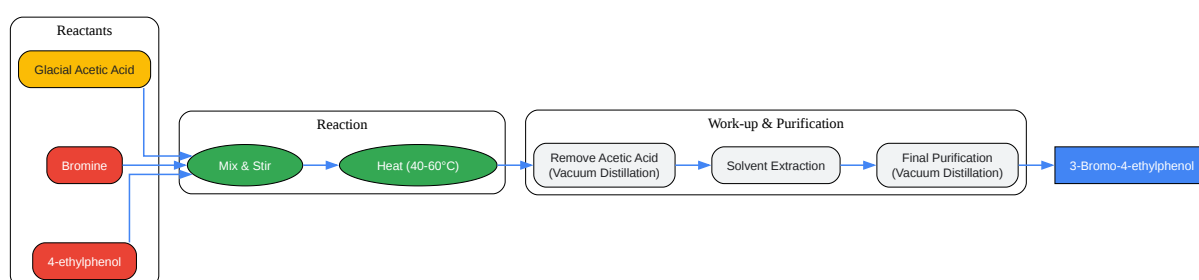 Reactants
Glacial Acetic Acid
Bromine
4-ethylphenol
Reaction
Mix & Stir
Heat (40-60°C)
Work-up & Purification
Remove Acetic Acid
(Vacuum Distillation)
Solvent Extraction
Final Purification
(Vacuum Distillation)
3-Bromo-4-ethylphenol